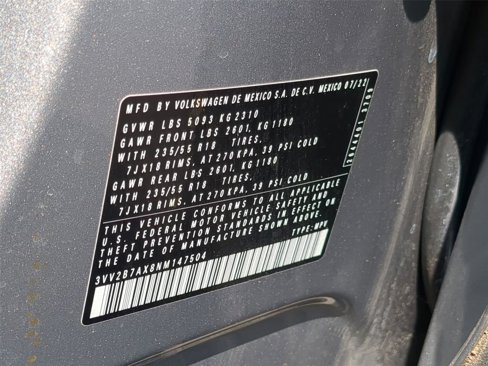 MFD BY VOLKSWAGEN DE MEXICO S.A. DE C.V. MEXICO 07/22
GVWR LBS 5093 KG 2310
GAWR FRONT LBS 2601, KG 1180
WITH 235/55 R18 TIRES.
7JX18 RIMS, AT 270 KPA, 39 PSI COLD
GAWR REAR LBS 2601, KG 1180
WITH 235/55 R18 TIRES.
7JX18 RIMS, AT 270 KPA, 39 PSI COLD
THIS VEHICLE CONFORMS TO ALL APPLICABLE
U.S. FEDERAL MOTOR VEHICLE SAFETY AND
THEFT PREVENTION STANDARDS IN EFFECT ON
THE DATE OF MANUFACTURE SHOWN ABOVE.
3VV2B7AX8NM147504 TYPE: MPV